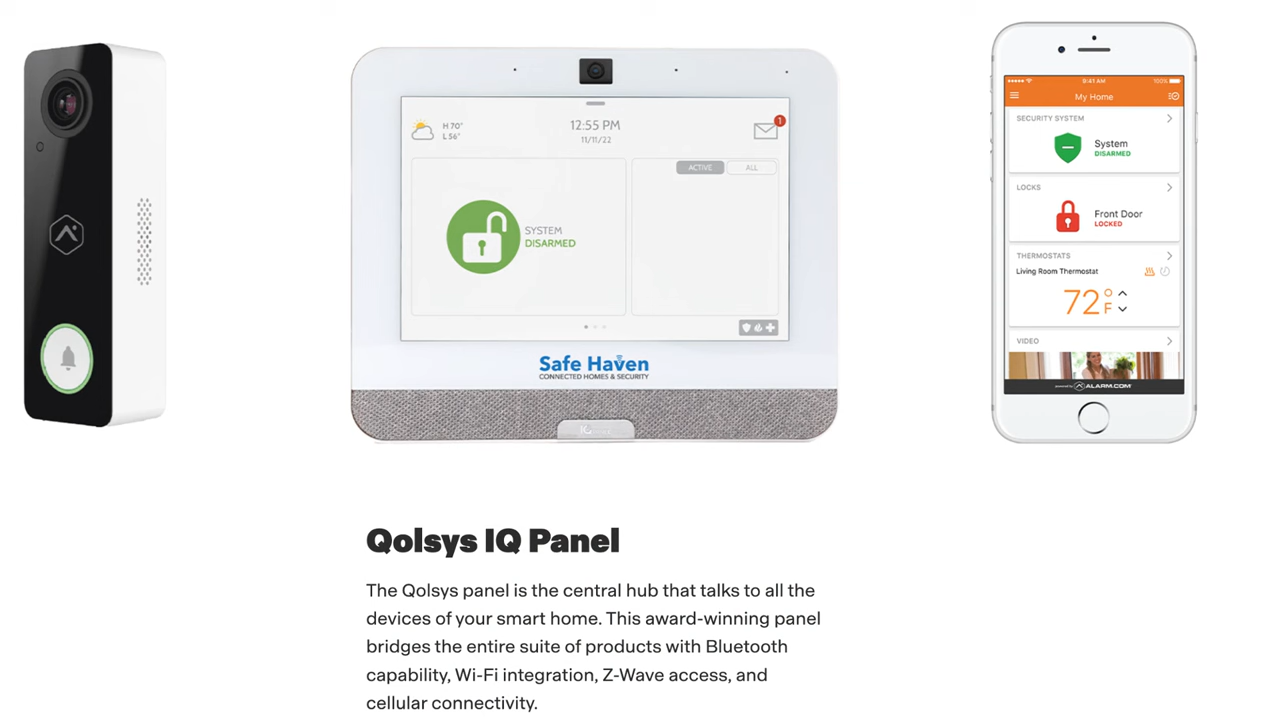 H 70°
L 56°
12:55 PM
11/11/22
1
ACTIVE
ALL
SYSTEM
DISARMED
Safe Haven
CONNECTED HOMES & SECURITY
IQ
9:41 AM
100%
My Home
SECURITY SYSTEM
System
DISARMED
LOCKS
Front Door
LOCKED
THERMOSTATS
Living Room Thermostat
72°F
VIDEO
powered by ALARM.COM
Qolsys IQ Panel
The Qolsys panel is the central hub that talks to all the
devices of your smart home. This award-winning panel
bridges the entire suite of products with Bluetooth
capability, Wi-Fi integration, Z-Wave access, and
cellular connectivity.